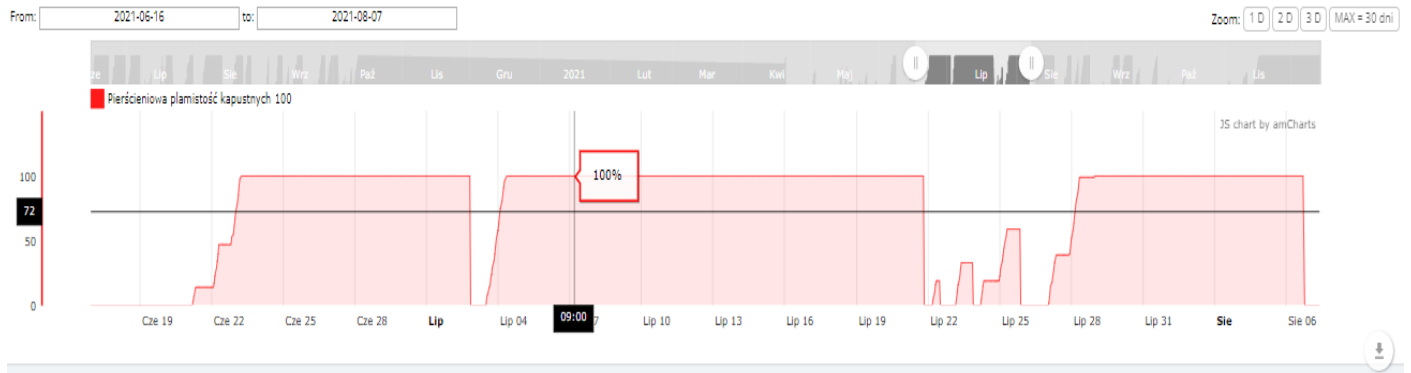 From: 2021-06-16 to: 2021-08-07 Zoom: 1 D 2 D 3 D MAX = 30 dni
ze Lip Sie Wrz Paź Lis Gru 2021 Lut Mar Kwi Maj Lip Sie Wrz Paź Lis
Pierścieniowa plamistość kapustnych 100
JS chart by amCharts
100
100%
72
50
0
Cze 19 Cze 22 Cze 25 Cze 28 Lip Lip 04 09:00 7 Lip 10 Lip 13 Lip 16 Lip 19 Lip 22 Lip 25 Lip 28 Lip 31 Sie Sie 06